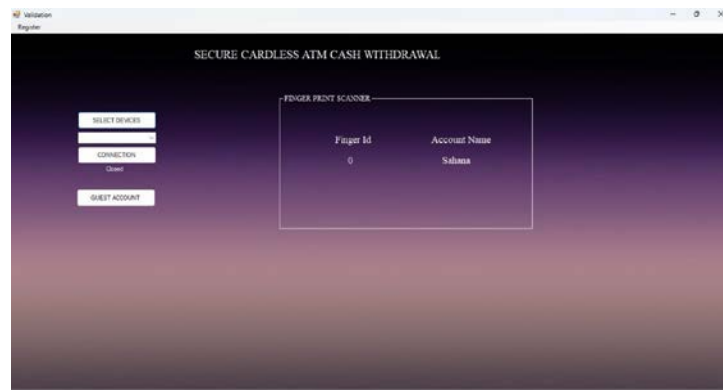 Validation
Register
SECURE CARDLESS ATM CASH WITHDRAWAL
FINGER PRINT SCANNER
SELECT DEVICES
CONNECTION
Closed
GUEST ACCOUNT
Finger Id Account Name
0 Sahana